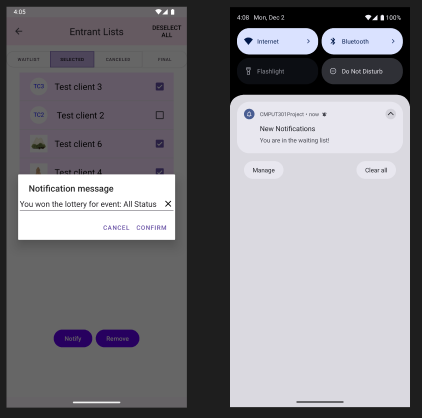 4:05
Entrant Lists
DESELECT
ALL
WAITLIST SELECTED CANCELED FINAL
TC3 Test client 3
TC2 Test client 2
Test client 6
Test client 4
Notification message
You won the lottery for event: All Status
CANCEL CONFIRM
Notify Remove
4:08 Mon, Dec 2 100%
Internet Bluetooth
Flashlight Do Not Disturb
CMPUT301Project • now
New Notifications
You are in the waiting list!
Manage Clear all